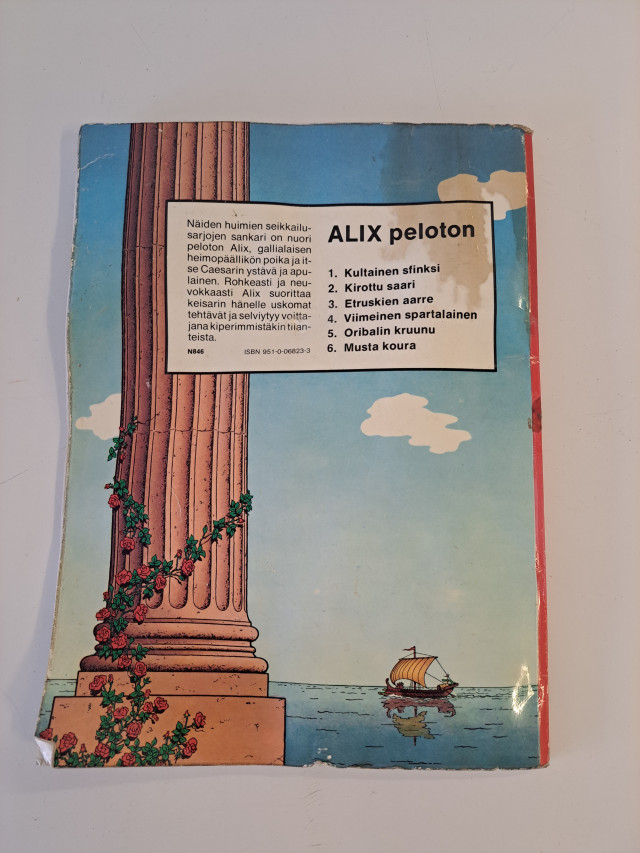 Näiden huimien seikkailu-
sarjojen sankari on nuori
peloton Alix, gallialaisen
heimopäällikön poika ja it-
se Caesarin ystävä ja apu-
lainen. Rohkeasti ja neu-
vokkaasti Alix suorittaa
keisarin hänelle uskomat
tehtävät ja selviytyy voitta-
jana kiperimmistäkin tilan-
teista.
N846 ISBN 951-0-06823-3
ALIX peloton
1. Kultainen sfinksi
2. Kirottu saari
3. Etruskien aarre
4. Viimeinen spartalainen
5. Oribalin kruunu
6. Musta koura